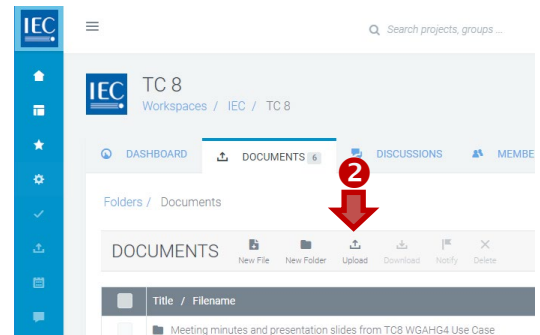 IEC
Search projects, groups ...
IEC
TC 8
Workspaces / IEC / TC 8
DASHBOARD DOCUMENTS 6 DISCUSSIONS MEMBE
2
Folders / Documents
DOCUMENTS New File New Folder Upload Download Notify Delete
Title / Filename
Meeting minutes and presentation slides from TC8 WGAHG4 Use Case